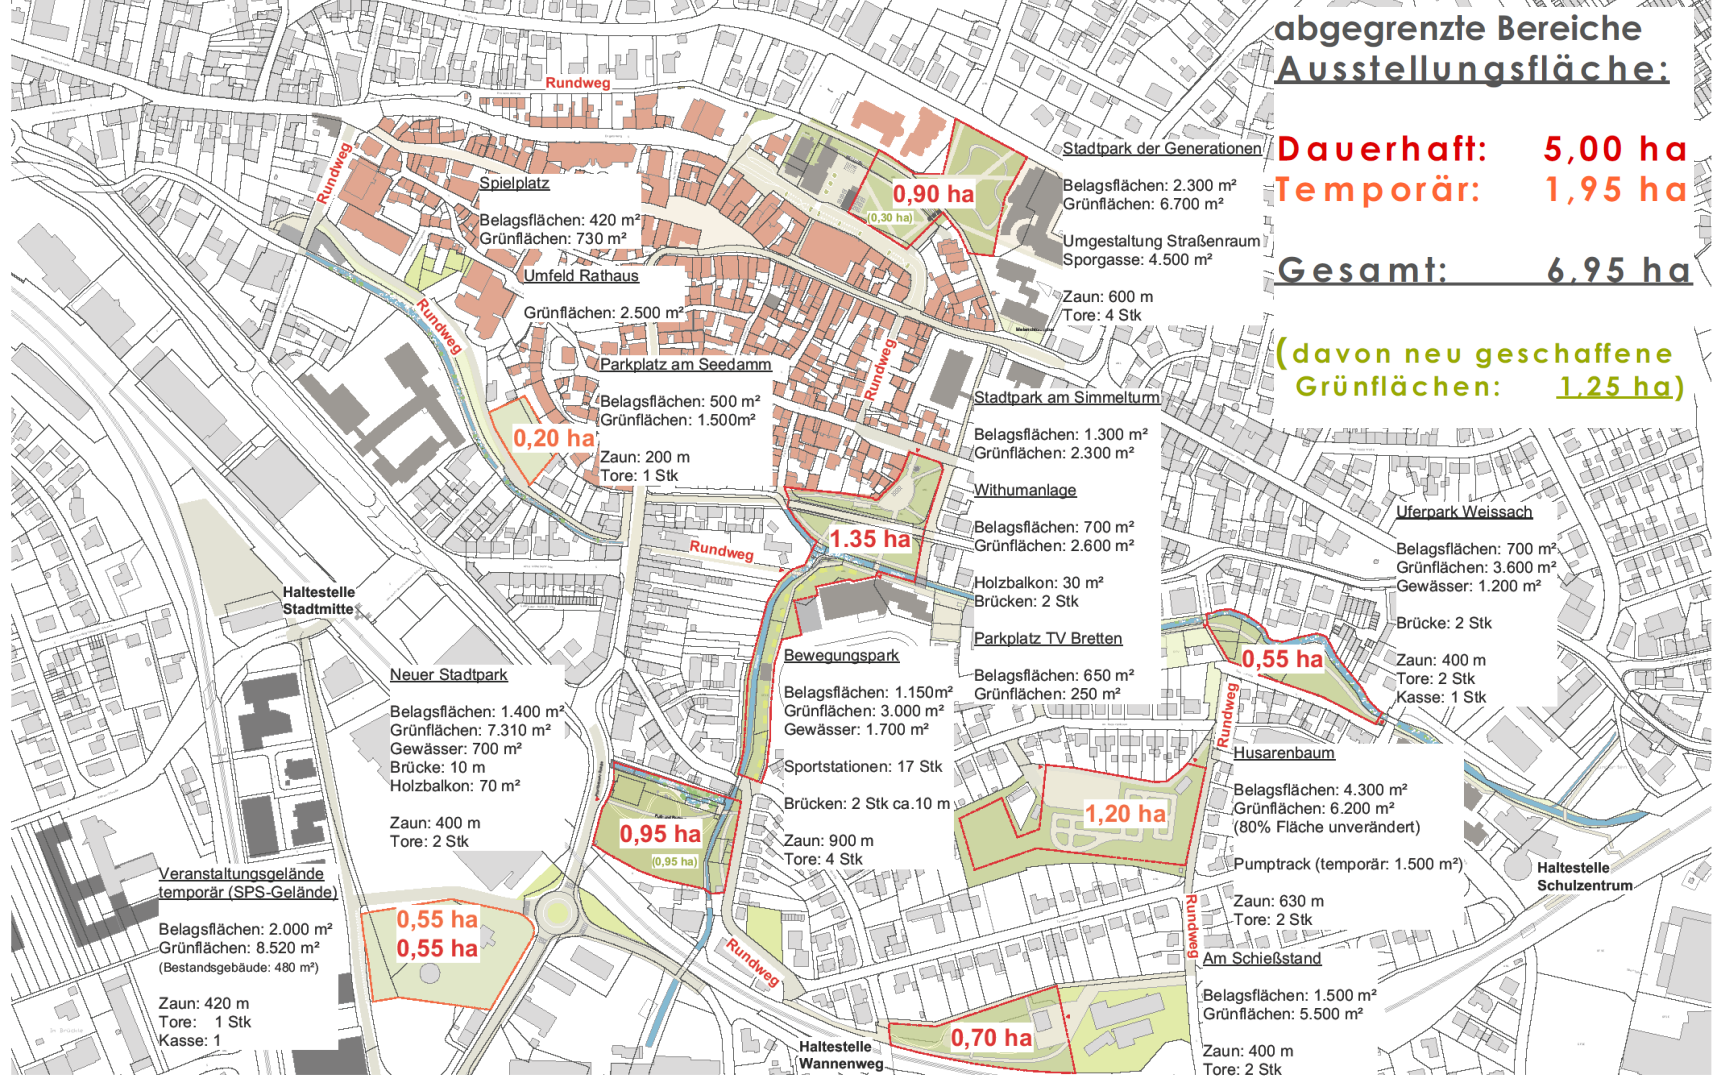 abgegrenzte Bereiche
Ausstellungsfläche:
Dauerhaft: 5,00 ha
Temporär: 1,95 ha
Gesamt: 6,95 ha
(davon neu geschaffene
Grünflächen: 1,25 ha)
Rundweg
Rundweg
Spielplatz
Belagsflächen: 420 m²
Grünflächen: 730 m²
Umfeld Rathaus
Grünflächen: 2.500 m²
Rundweg
Parkplatz am Seedamm
Belagsflächen: 500 m²
Grünflächen: 1.500m²
Zaun: 200 m
Tore: 1 Stk
0,20 ha
0,90 ha
(0,30 ha)
Stadtpark der Generationen
Belagsflächen: 2.300 m²
Grünflächen: 6.700 m²
Umgestaltung Straßenraum
Sporgasse: 4.500 m²
Zaun: 600 m
Tore: 4 Stk
Rundweg
Stadtpark am Simmelturm
Belagsflächen: 1.300 m²
Grünflächen: 2.300 m²
Withumanlage
Belagsflächen: 700 m²
Grünflächen: 2.600 m²
Holzbalkon: 30 m²
Brücken: 2 Stk
Parkplatz TV Bretten
Belagsflächen: 650 m²
Grünflächen: 250 m²
1.35 ha
Rundweg
Uferpark Weissach
Belagsflächen: 700 m²
Grünflächen: 3.600 m²
Gewässer: 1.200 m²
Brücke: 2 Stk
Zaun: 400 m
Tore: 2 Stk
Kasse: 1 Stk
0,55 ha
Rundweg
Haltestelle
Stadtmitte
Neuer Stadtpark
Belagsflächen: 1.400 m²
Grünflächen: 7.310 m²
Gewässer: 700 m²
Brücke: 10 m
Holzbalkon: 70 m²
Zaun: 400 m
Tore: 2 Stk
0,95 ha
(0,95 ha)
Bewegungspark
Belagsflächen: 1.150m²
Grünflächen: 3.000 m²
Gewässer: 1.700 m²
Sportstationen: 17 Stk
Brücken: 2 Stk ca.10 m
Zaun: 900 m
Tore: 4 Stk
1,20 ha
Husarenbaum
Belagsflächen: 4.300 m²
Grünflächen: 6.200 m²
(80% Fläche unverändert)
Pumptrack (temporär: 1.500 m²)
Zaun: 630 m
Tore: 2 Stk
Haltestelle
Schulzentrum
Veranstaltungsgelände
temporär (SPS-Gelände)
Belagsflächen: 2.000 m²
Grünflächen: 8.520 m²
(Bestandsgebäude: 480 m²)
Zaun: 420 m
Tore: 1 Stk
Kasse: 1
0,55 ha
0,55 ha
Rundweg
Rundweg
Am Schießstand
Belagsflächen: 1.500 m²
Grünflächen: 5.500 m²
Zaun: 400 m
Tore: 2 Stk
0,70 ha
Haltestelle
Wannenweg